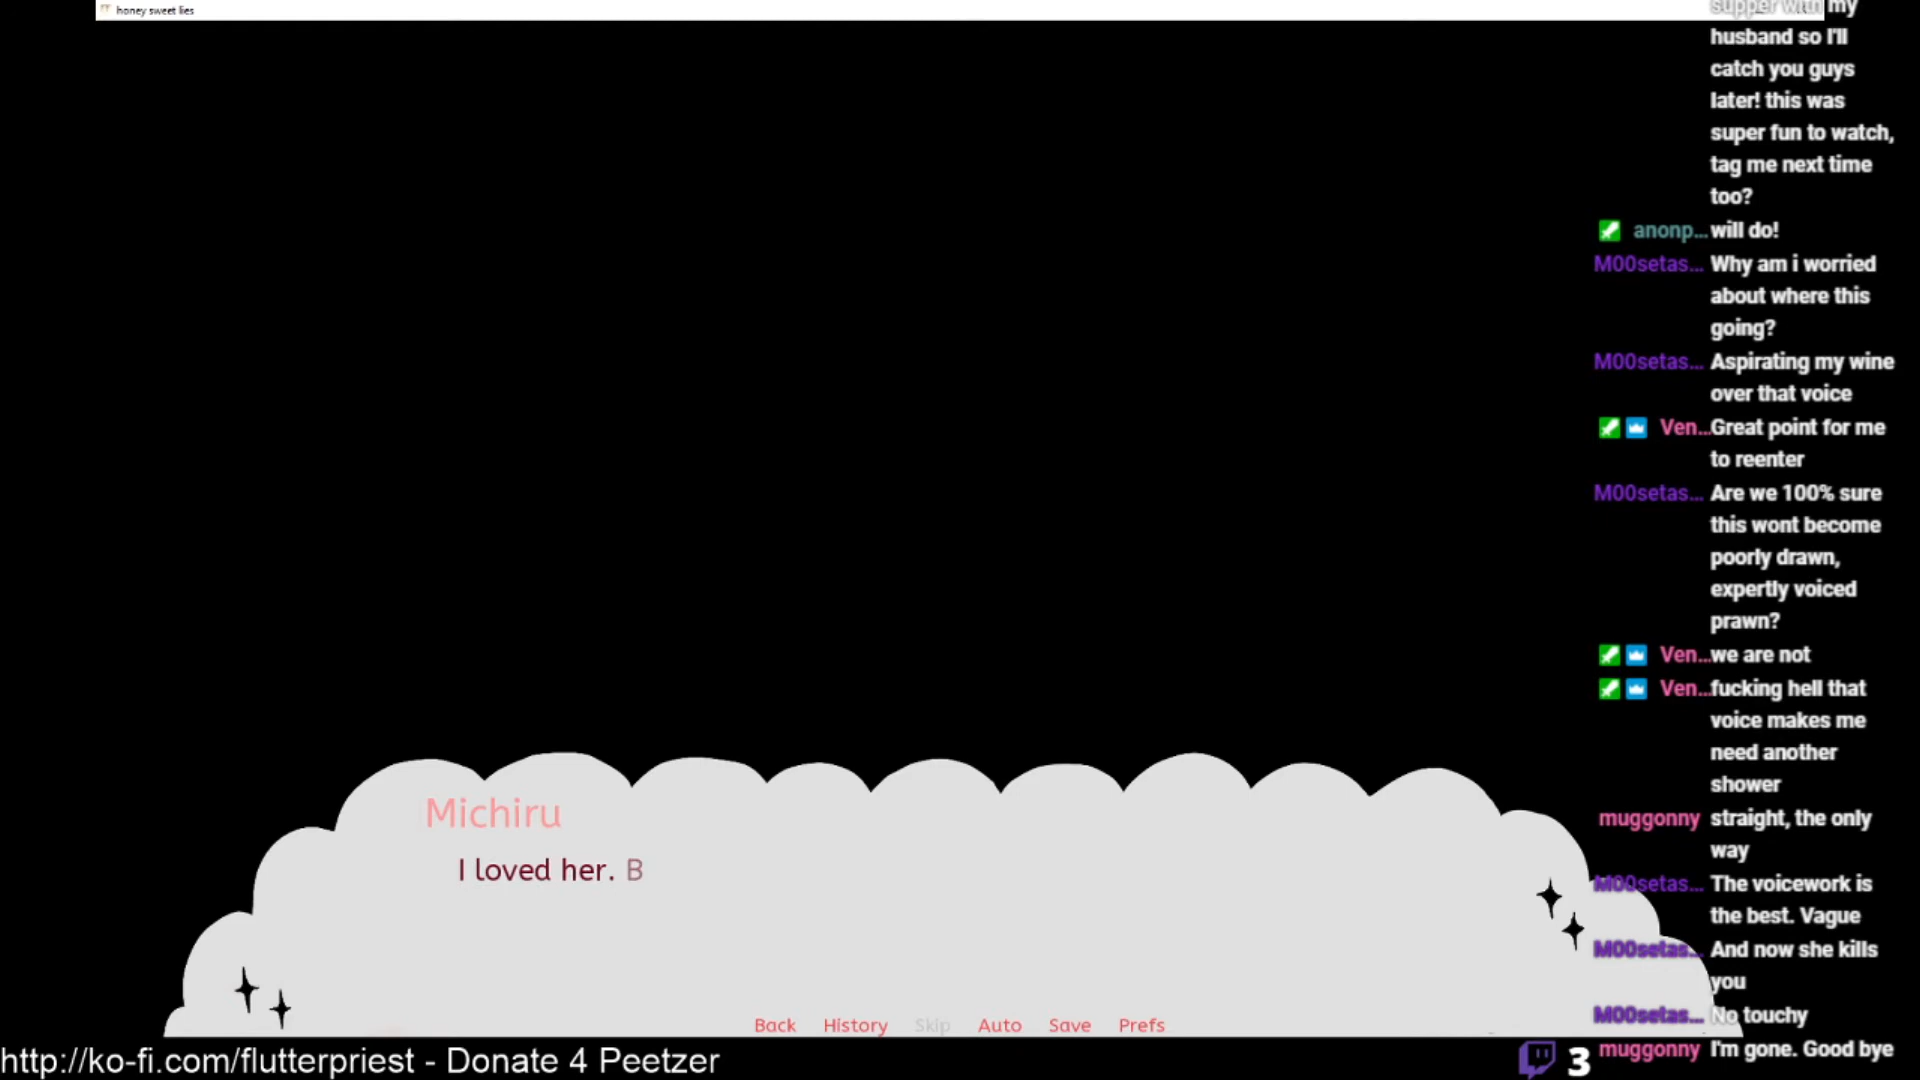 honey sweet lies
supper with my
husband so I'll
catch you guys
later! this was
super fun to watch,
tag me next time
too?
anonp... will do!
M00setas... Why am i worried
about where this
going?
M00setas... Aspirating my wine
over that voice
Ven... Great point for me
to reenter
M00setas... Are we 100% sure
this wont become
poorly drawn,
expertly voiced
prawn?
Ven... we are not
Ven... fucking hell that
voice makes me
need another
shower
muggonny straight, the only
way
M00setas... The voicework is
the best. Vague
M00setas... And now she kills
you
M00setas... No touchy
muggonny I'm gone. Good bye
Michiru
I loved her. B
Back History Skip Auto Save Prefs
http://ko-fi.com/flutterpriest - Donate 4 Peetzer
3